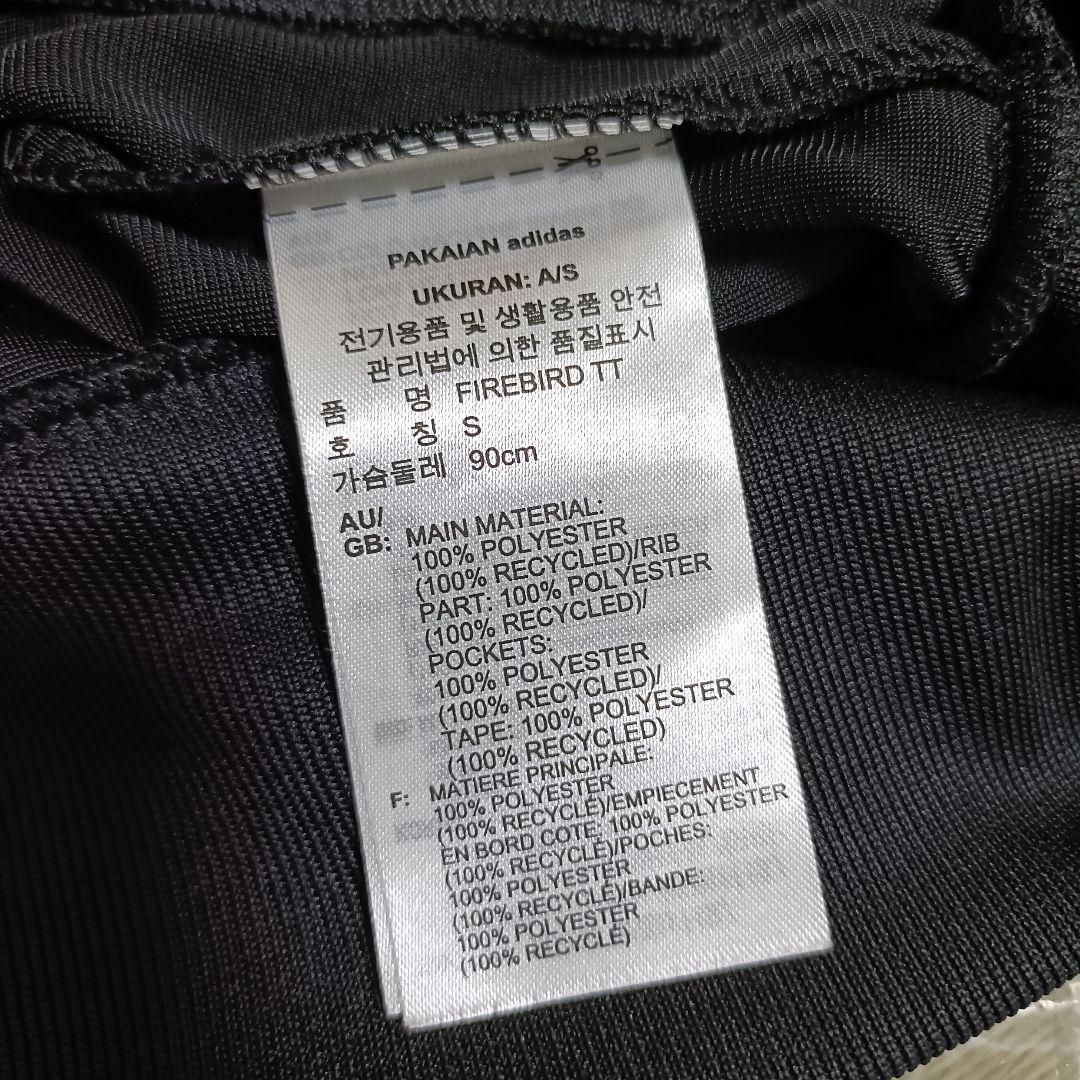 PAKAIAN adidas
UKURAN: A/S
전기용품 및 생활용품 안전
관리법에 의한 품질표시
품 명 FIREBIRD TT
호 칭 S
가슴둘레 90cm
AU/
GB: MAIN MATERIAL:
100% POLYESTER
(100% RECYCLED)/RIB
PART: 100% POLYESTER
(100% RECYCLED)/
POCKETS:
100% POLYESTER
(100% RECYCLED)/
TAPE: 100% POLYESTER
(100% RECYCLED)
F: MATIERE PRINCIPALE:
100% POLYESTER
(100% RECYCLÉ)/EMPIECEMENT
EN BORD COTE: 100% POLYESTER
(100% RECYCLÉ)/POCHES:
100% POLYESTER
(100% RECYCLÉ)/BANDE:
100% POLYESTER
(100% RECYCLÉ)